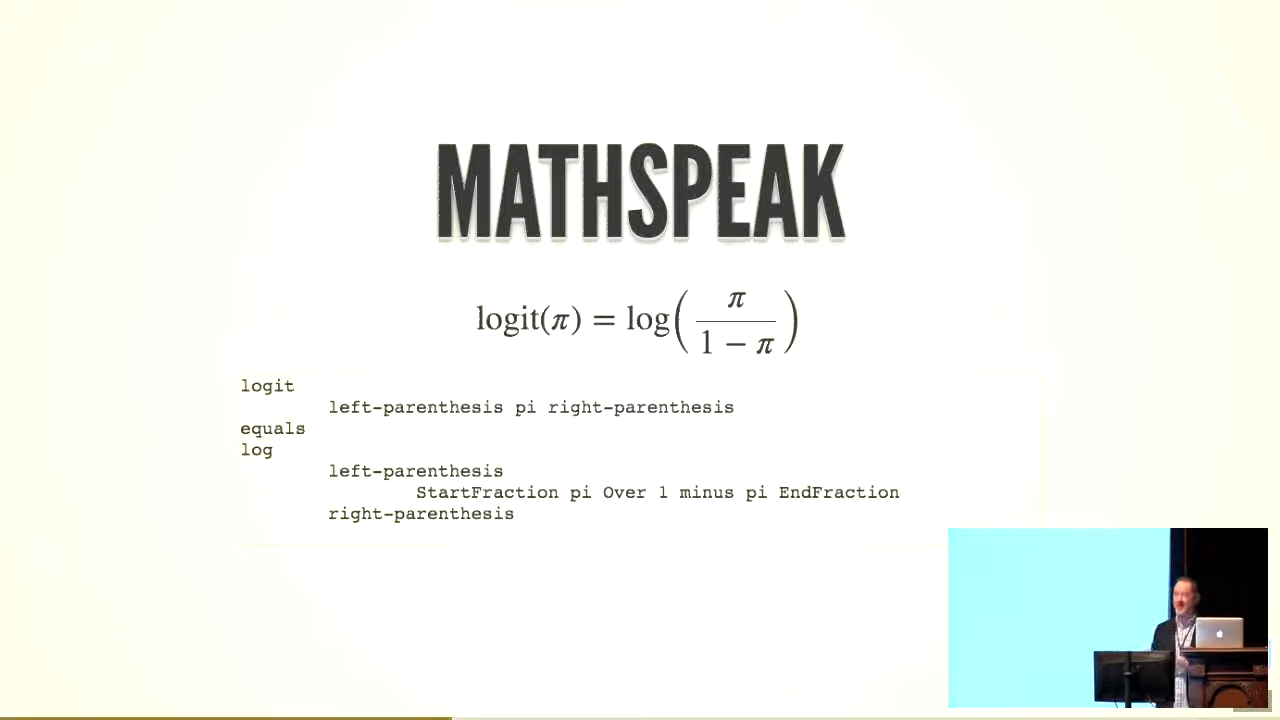 MATHSPEAK
logit(π) = log(π / 1 − π)
logit
left-parenthesis pi right-parenthesis
equals
log
left-parenthesis
StartFraction pi Over 1 minus pi EndFraction
right-parenthesis